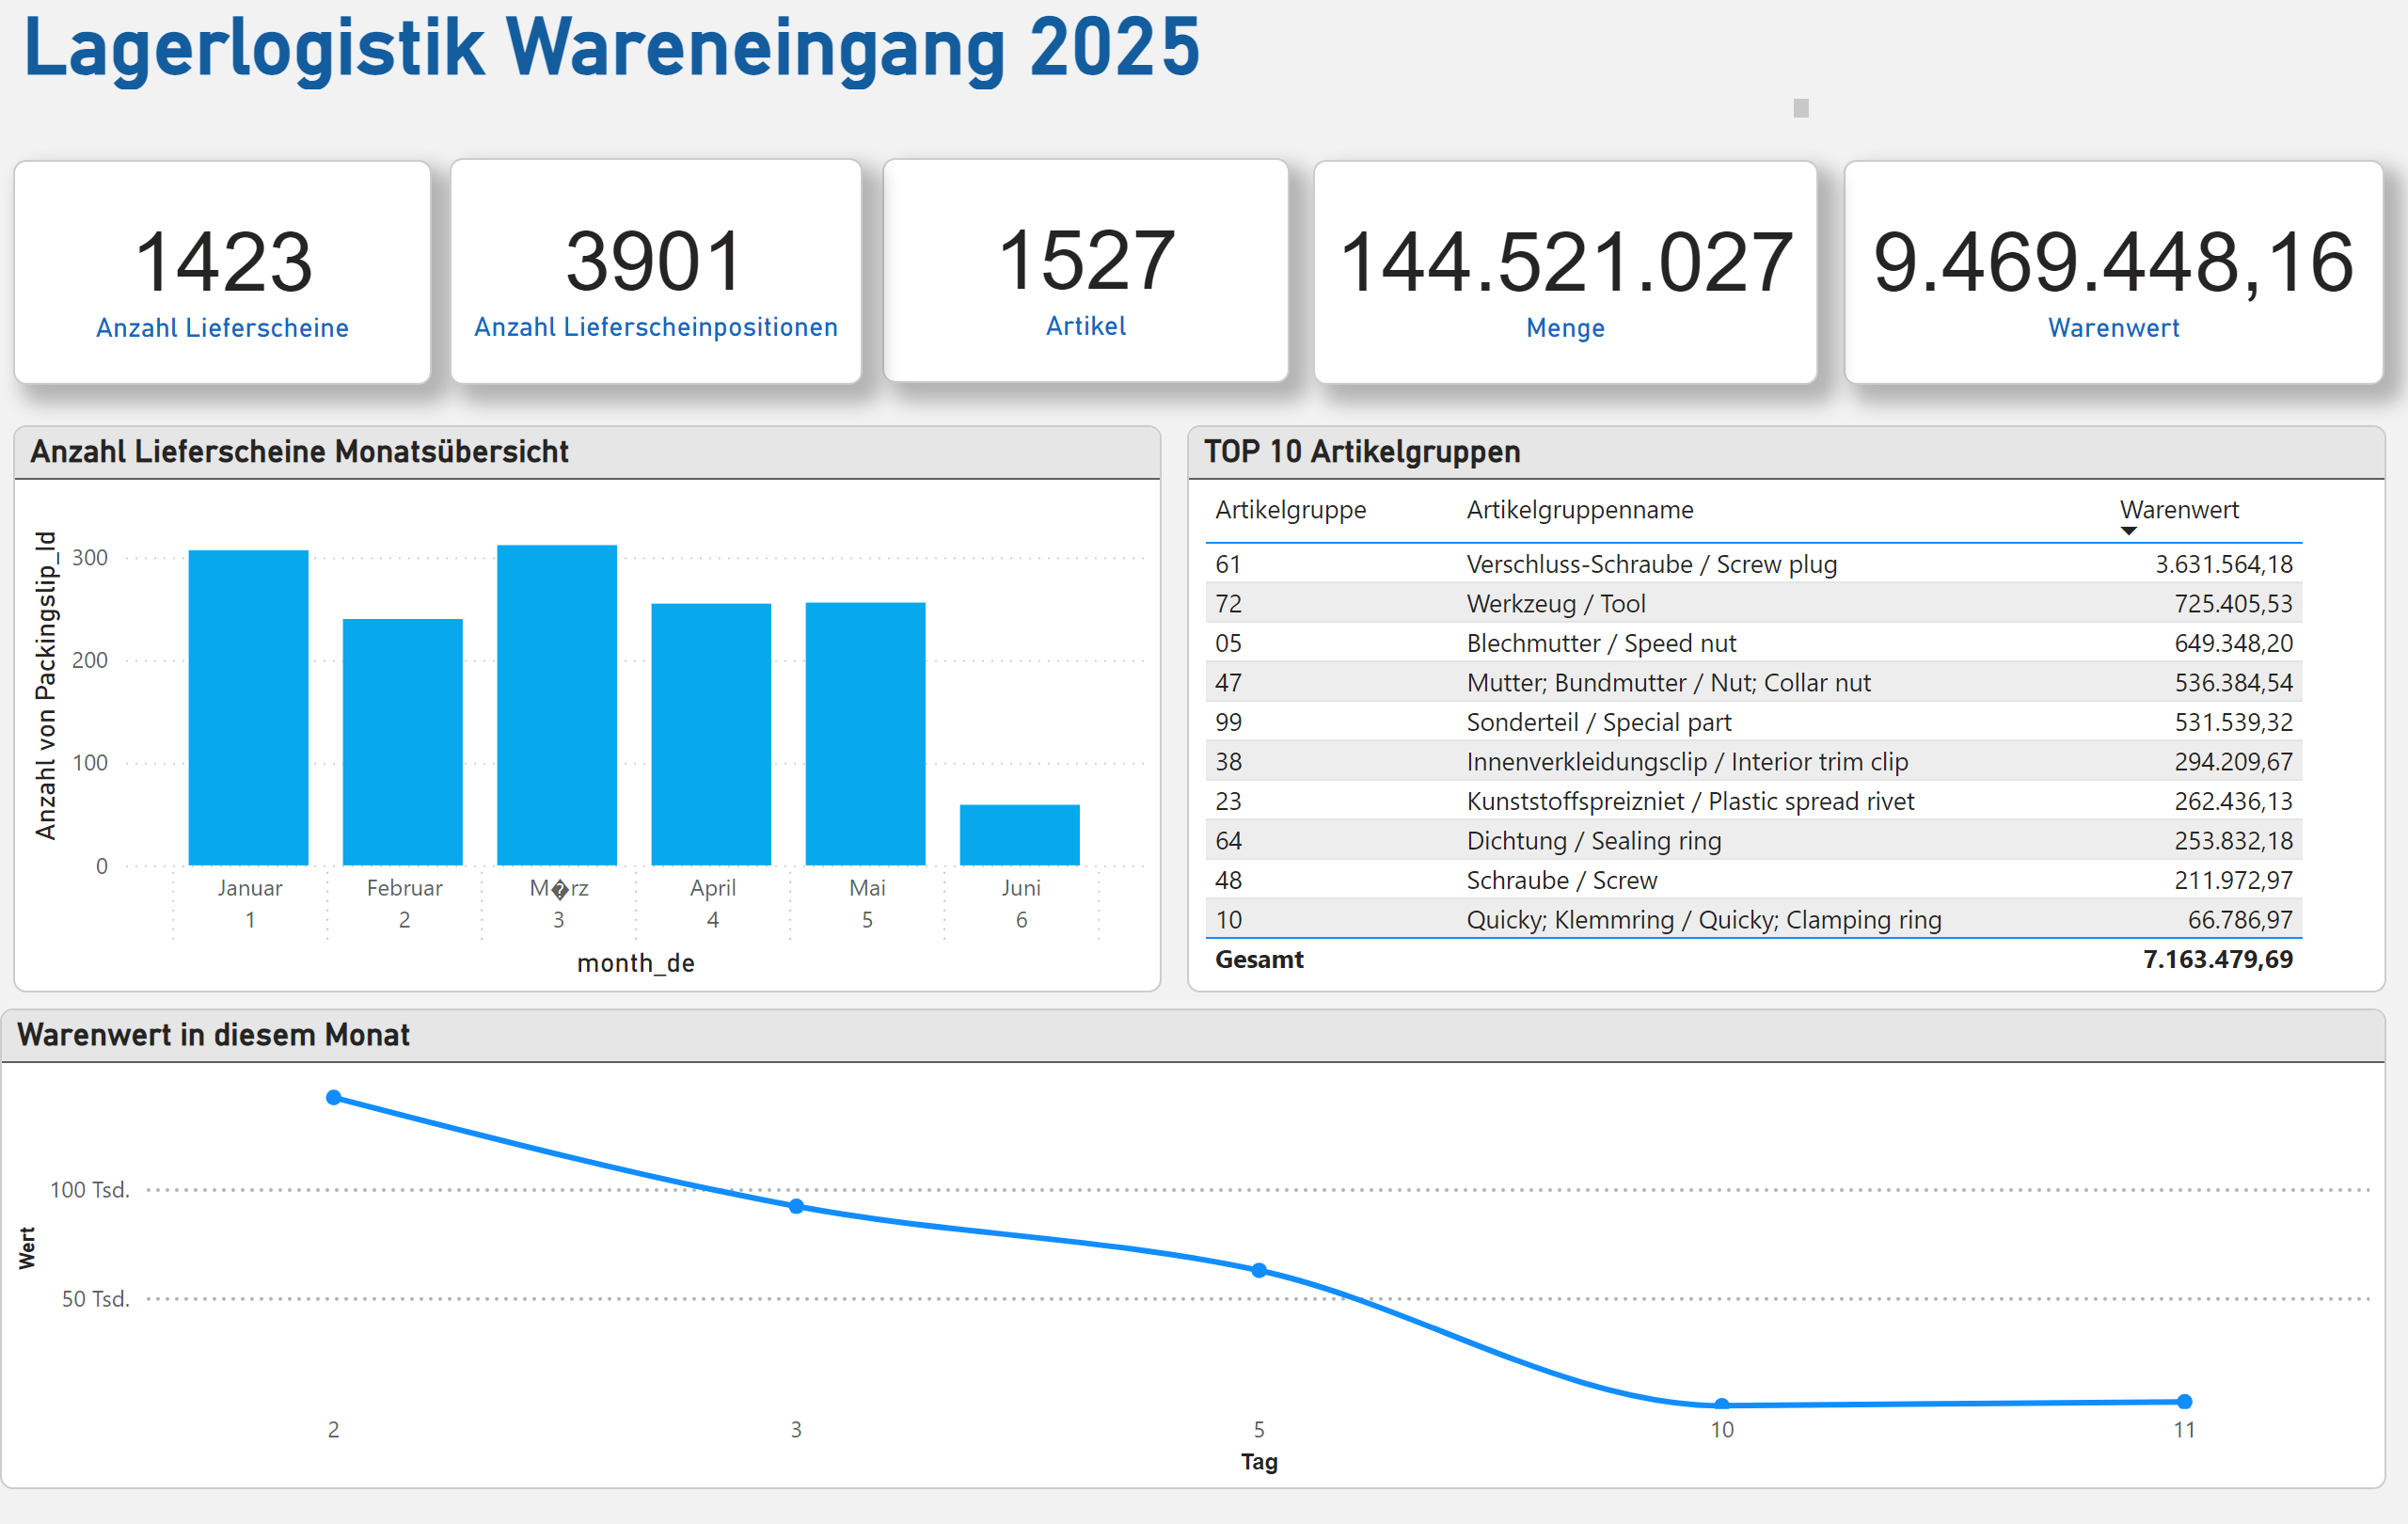 Lagerlogistik Wareneingang 2025
1423
Anzahl Lieferscheine
3901
Anzahl Lieferscheinpositionen
1527
Artikel
144.521.027
Menge
9.469.448,16
Warenwert
Anzahl Lieferscheine Monatsübersicht
Anzahl von Packingslip_Id
300
200
100
0
Januar Februar M�rz April Mai Juni
1 2 3 4 5 6
month_de
TOP 10 Artikelgruppen
Artikelgruppe Artikelgruppenname Warenwert
61 Verschluss-Schraube / Screw plug 3.631.564,18
72 Werkzeug / Tool 725.405,53
05 Blechmutter / Speed nut 649.348,20
47 Mutter; Bundmutter / Nut; Collar nut 536.384,54
99 Sonderteil / Special part 531.539,32
38 Innenverkleidungsclip / Interior trim clip 294.209,67
23 Kunststoffspreizniet / Plastic spread rivet 262.436,13
64 Dichtung / Sealing ring 253.832,18
48 Schraube / Screw 211.972,97
10 Quicky; Klemmring / Quicky; Clamping ring 66.786,97
Gesamt 7.163.479,69
Warenwert in diesem Monat
Wert
100 Tsd.
50 Tsd.
2 3 5 10 11
Tag